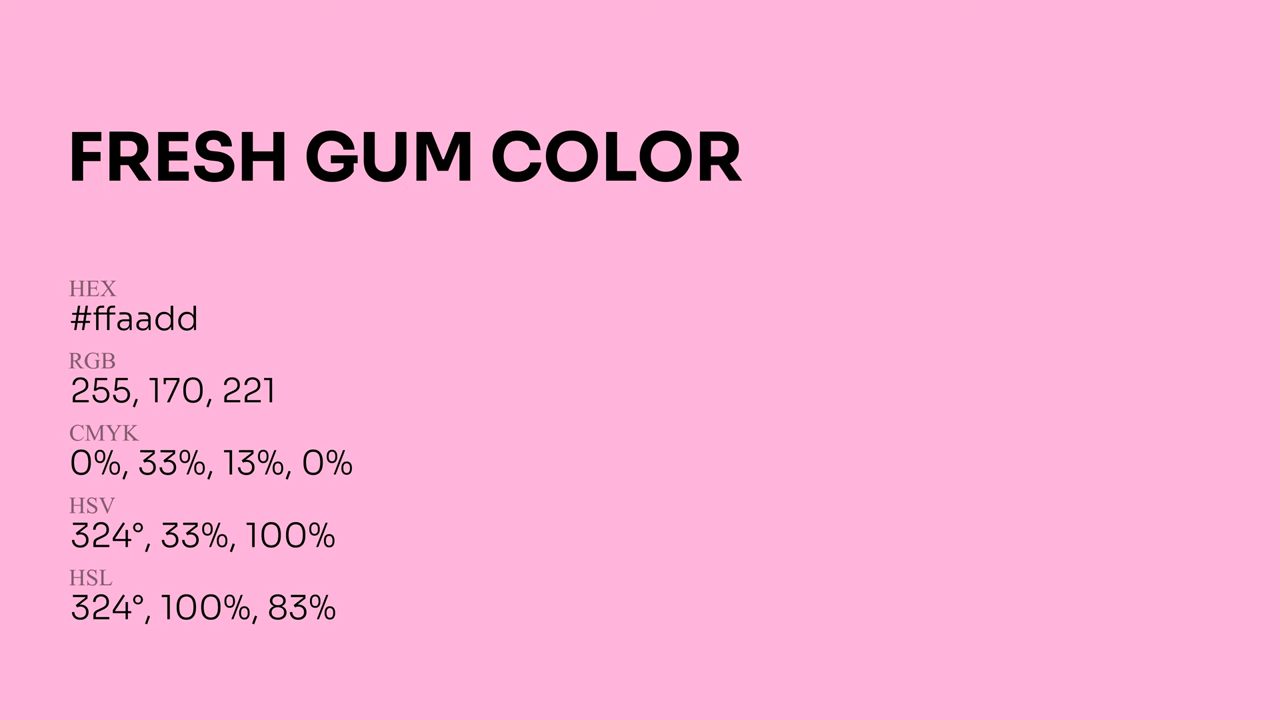 FRESH GUM COLOR
HEX
#ffaadd
RGB
255, 170, 221
CMYK
0%, 33%, 13%, 0%
HSV
324°, 33%, 100%
HSL
324°, 100%, 83%